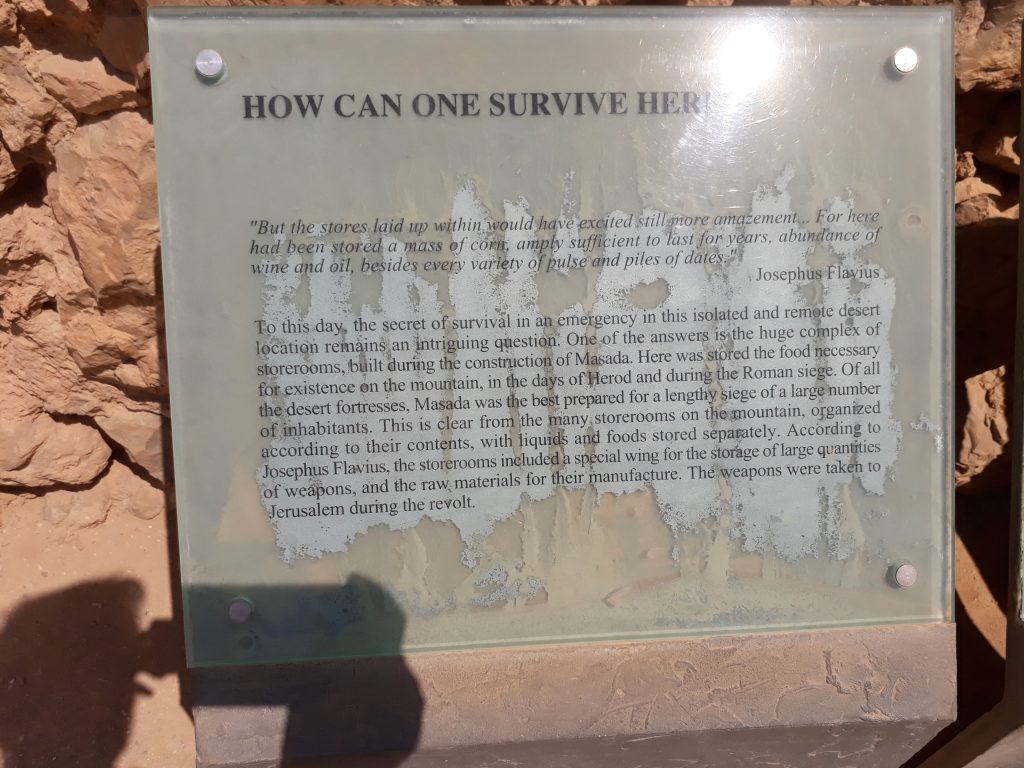 HOW CAN ONE SURVIVE HERE
"But the stores laid up within would have excited still more amazement... For here
had been stored a mass of corn, amply sufficient to last for years, abundance of
wine and oil, besides every variety of pulse and piles of dates."
Josephus Flavius
To this day, the secret of survival in an emergency in this isolated and remote desert
location remains an intriguing question. One of the answers is the huge complex of
storerooms, built during the construction of Masada. Here was stored the food necessary
for existence on the mountain, in the days of Herod and during the Roman siege. Of all
the desert fortresses, Masada was the best prepared for a lengthy siege of a large number
of inhabitants. This is clear from the many storerooms on the mountain, organized
according to their contents, with liquids and foods stored separately. According to
Josephus Flavius, the storerooms included a special wing for the storage of large quantities
of weapons, and the raw materials for their manufacture. The weapons were taken to
Jerusalem during the revolt.